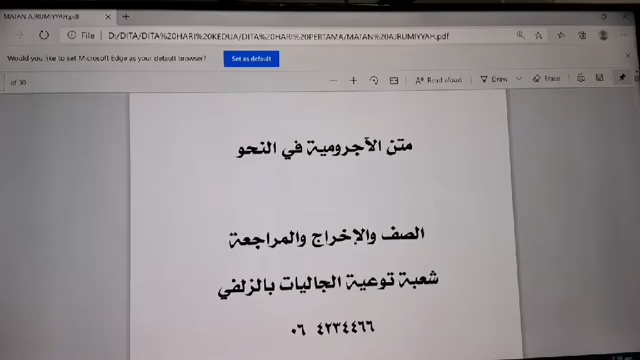 MATAN AJRUMIYYAH.pdf
File D:/DITA/DITA%20HARI%20KEDUA/DITA%20HARI%20PERTAMA/MATAN%20AJRUMIYYAH.pdf
Would you like to set Microsoft Edge as your default browser? Set as default
of 30 Read aloud Draw Erase
متن الآجرومية في النحو
الصف والإخراج والمراجعة
شعبة توعية الجاليات بالزلفي
٠٦ ٤٢٣٤٤٦٦